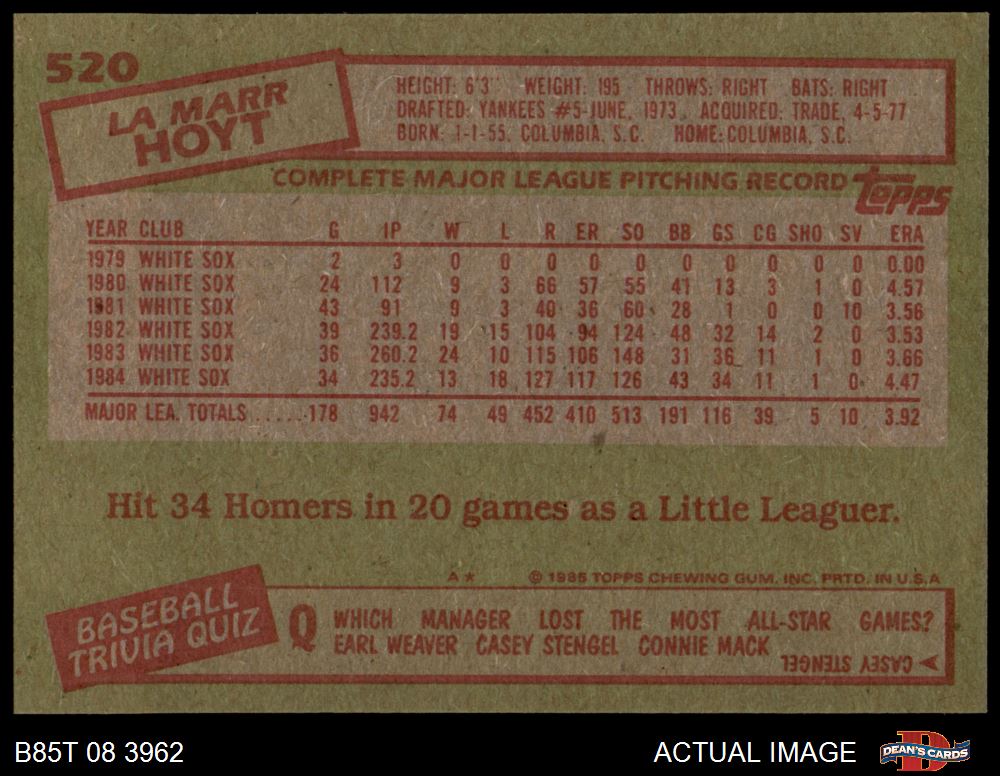 520
LA MARR
HOYT
HEIGHT: 6'3" WEIGHT: 195 THROWS: RIGHT BATS: RIGHT
DRAFTED: YANKEES #5-JUNE, 1973 ACQUIRED: TRADE, 4-5-77
BORN: 1-1-55, COLUMBIA, S.C. HOME: COLUMBIA, S.C.
COMPLETE MAJOR LEAGUE PITCHING RECORD topps
YEAR CLUB G IP W L R ER SO BB GS CG SHO SV ERA
1979 WHITE SOX 2 3 0 0 0 0 0 0 0 0 0 0 0.00
1980 WHITE SOX 24 112 9 3 66 57 55 41 13 3 1 0 4.57
1981 WHITE SOX 43 91 9 3 40 36 60 28 1 0 0 10 3.56
1982 WHITE SOX 39 239.2 19 15 104 94 124 48 32 14 2 0 3.53
1983 WHITE SOX 36 260.2 24 10 115 106 148 31 36 11 1 0 3.66
1984 WHITE SOX 34 235.2 13 18 127 117 126 43 34 11 1 0 4.47
MAJOR LEA. TOTALS ......178 942 74 49 452 410 513 191 116 39 5 10 3.92
Hit 34 Homers in 20 games as a Little Leaguer.
A* © 1985 TOPPS CHEWING GUM, INC. PRTD. IN U.S.A
BASEBALL
TRIVIA QUIZ
Q WHICH MANAGER LOST THE MOST ALL-STAR GAMES?
EARL WEAVER CASEY STENGEL CONNIE MACK
CASEY STENGEL
B85T 08 3962
ACTUAL IMAGE
D
DEAN'S CARDS